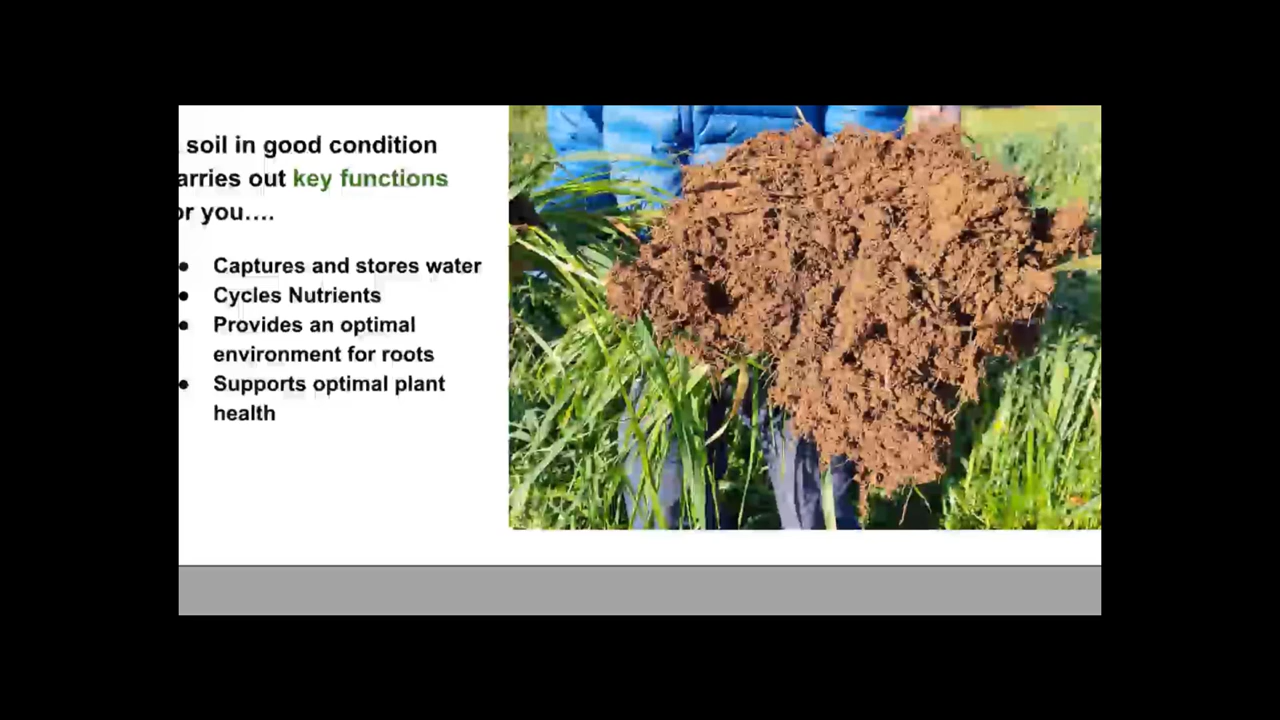 soil in good condition
arries out key functions
or you....
● Captures and stores water
● Cycles Nutrients
● Provides an optimal
environment for roots
● Supports optimal plant
health